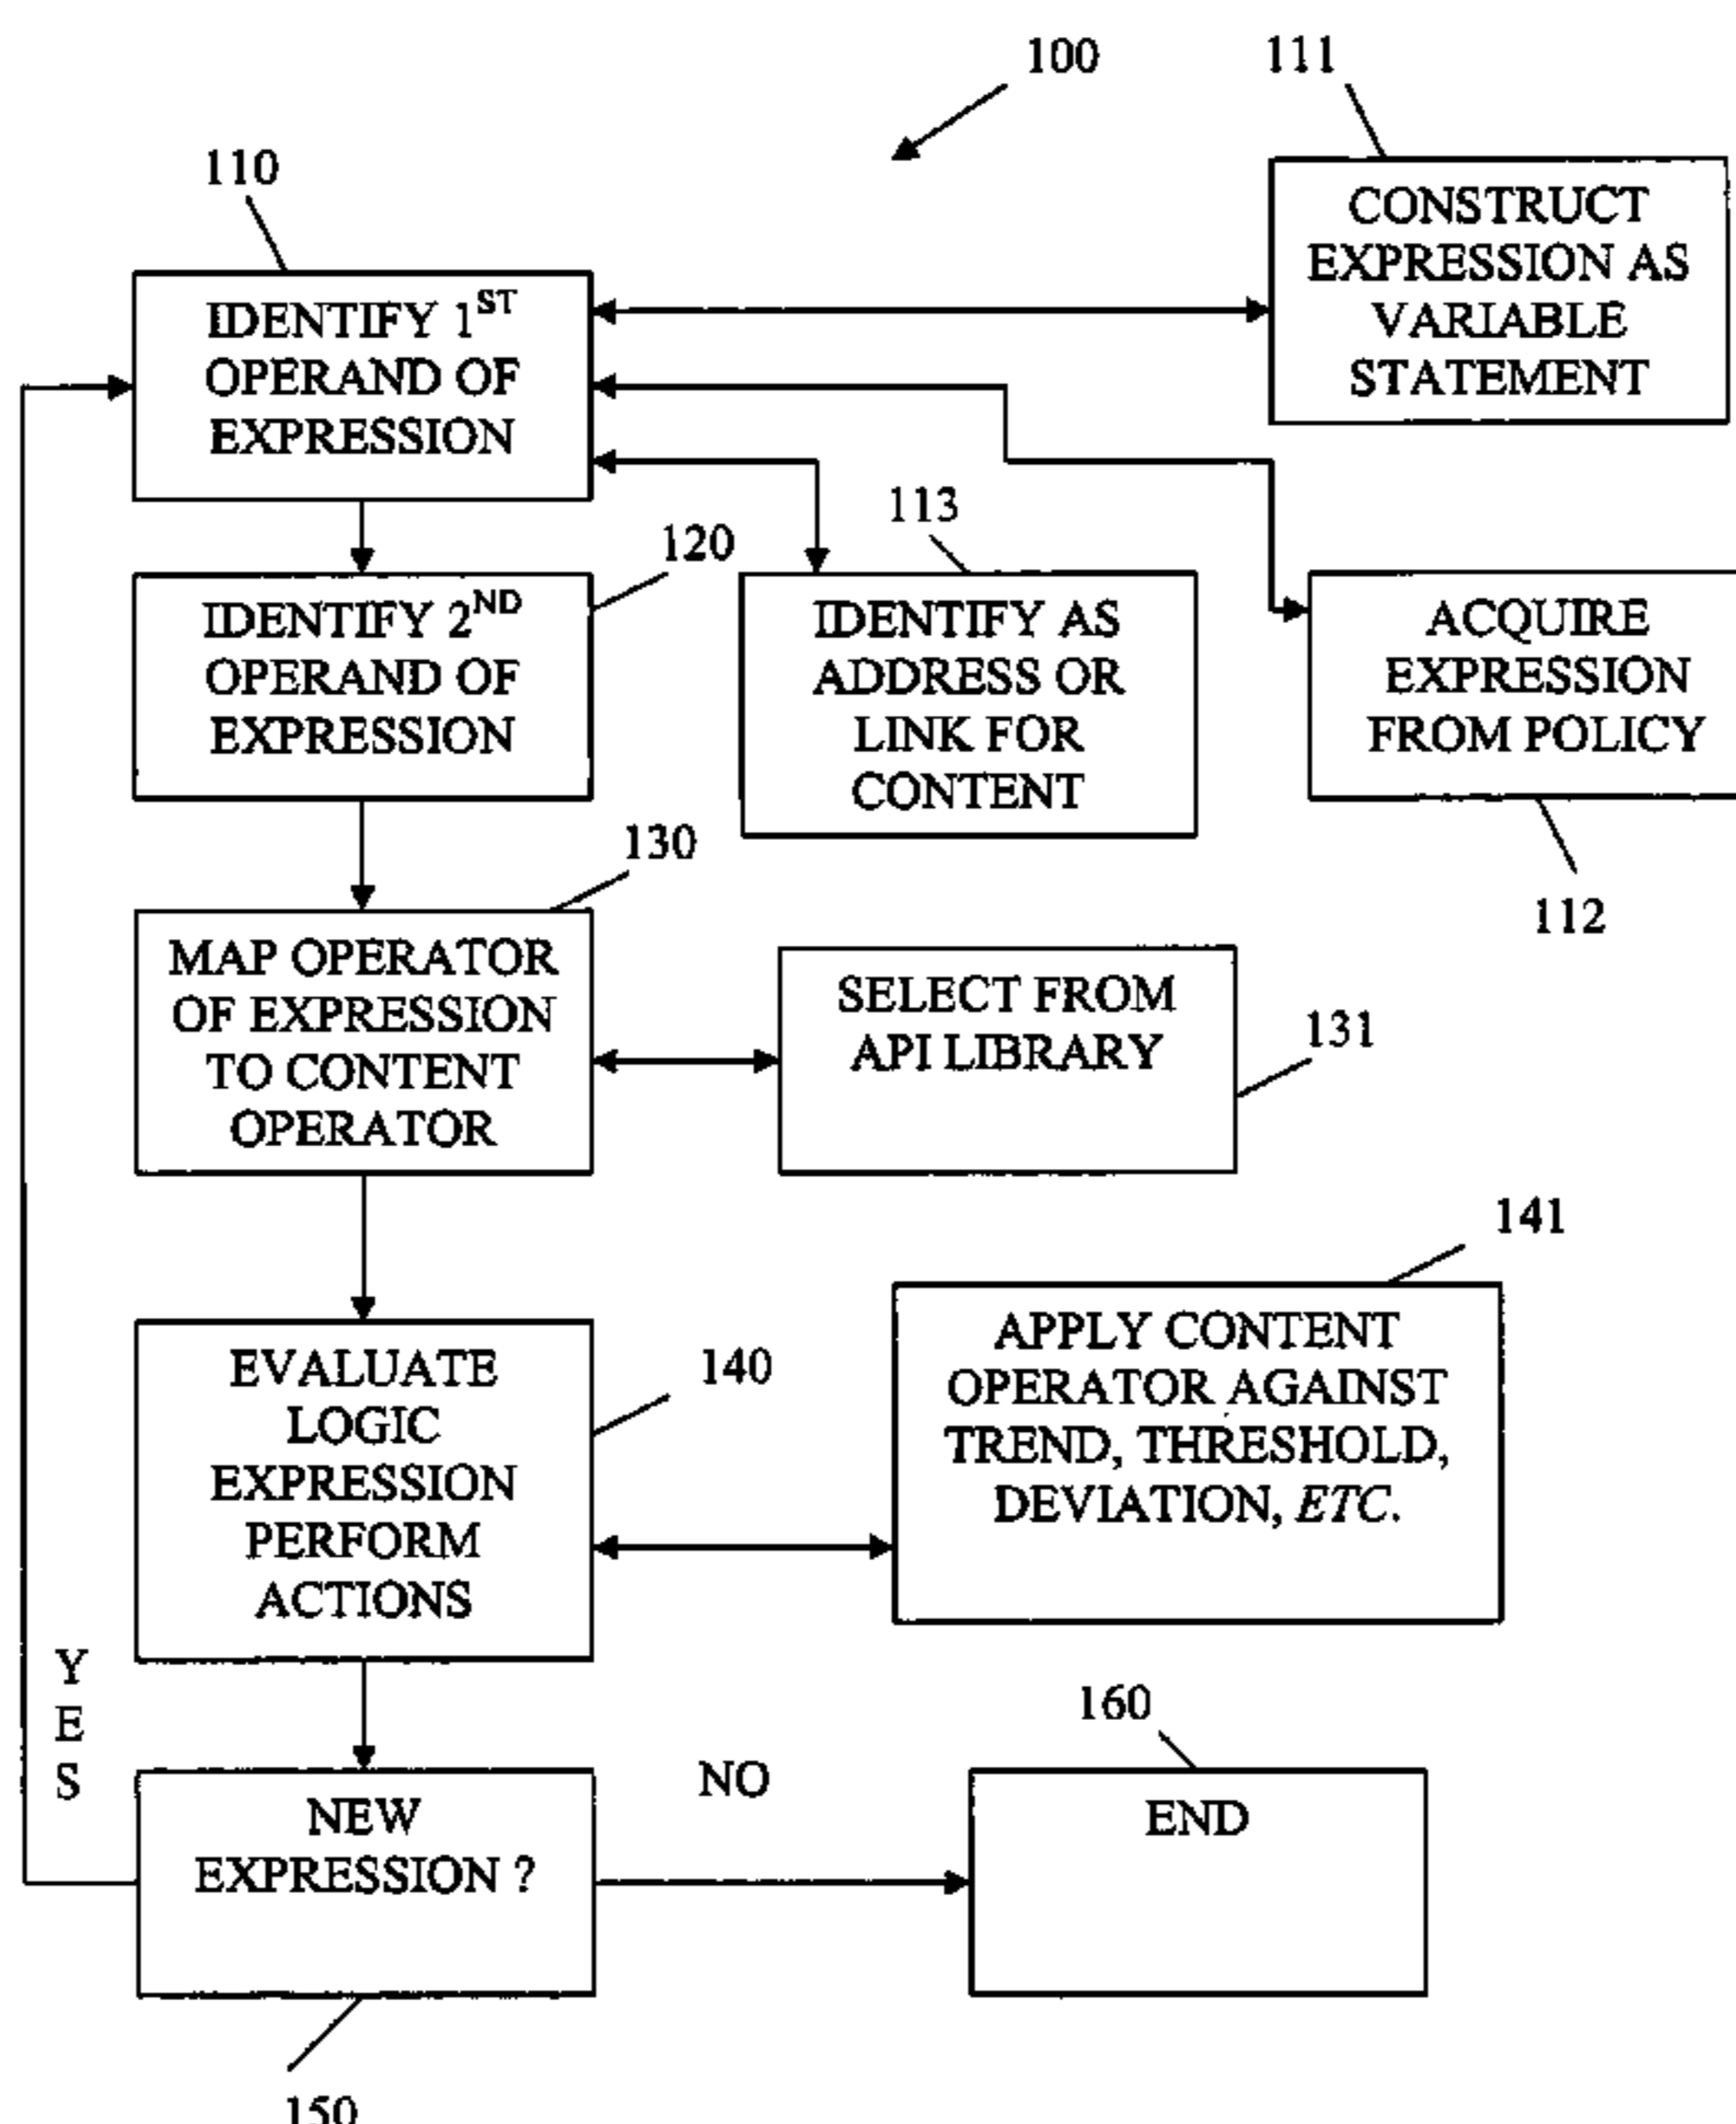 100
111
110
CONSTRUCT
EXPRESSION AS
VARIABLE
STATEMENT
IDENTIFY 1ST
OPERAND OF
EXPRESSION
113
120
IDENTIFY 2ND
OPERAND OF
EXPRESSION
IDENTIFY AS
ADDRESS OR
LINK FOR
CONTENT
ACQUIRE
EXPRESSION
FROM POLICY
112
130
MAP OPERATOR
OF EXPRESSION
TO CONTENT
OPERATOR
SELECT FROM
API LIBRARY
131
141
EVALUATE
LOGIC
EXPRESSION
PERFORM
ACTIONS
140
APPLY CONTENT
OPERATOR AGAINST
TREND, THRESHOLD,
DEVIATION, ETC.
YES
160
NEW
EXPRESSION ?
NO
END
150